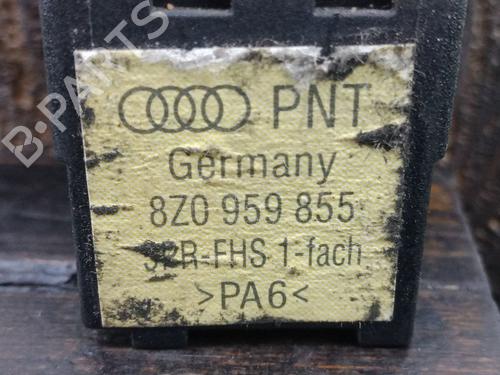 B-PARTS
PNT
Germany
8Z0 959 855
1-fach
>PA6<